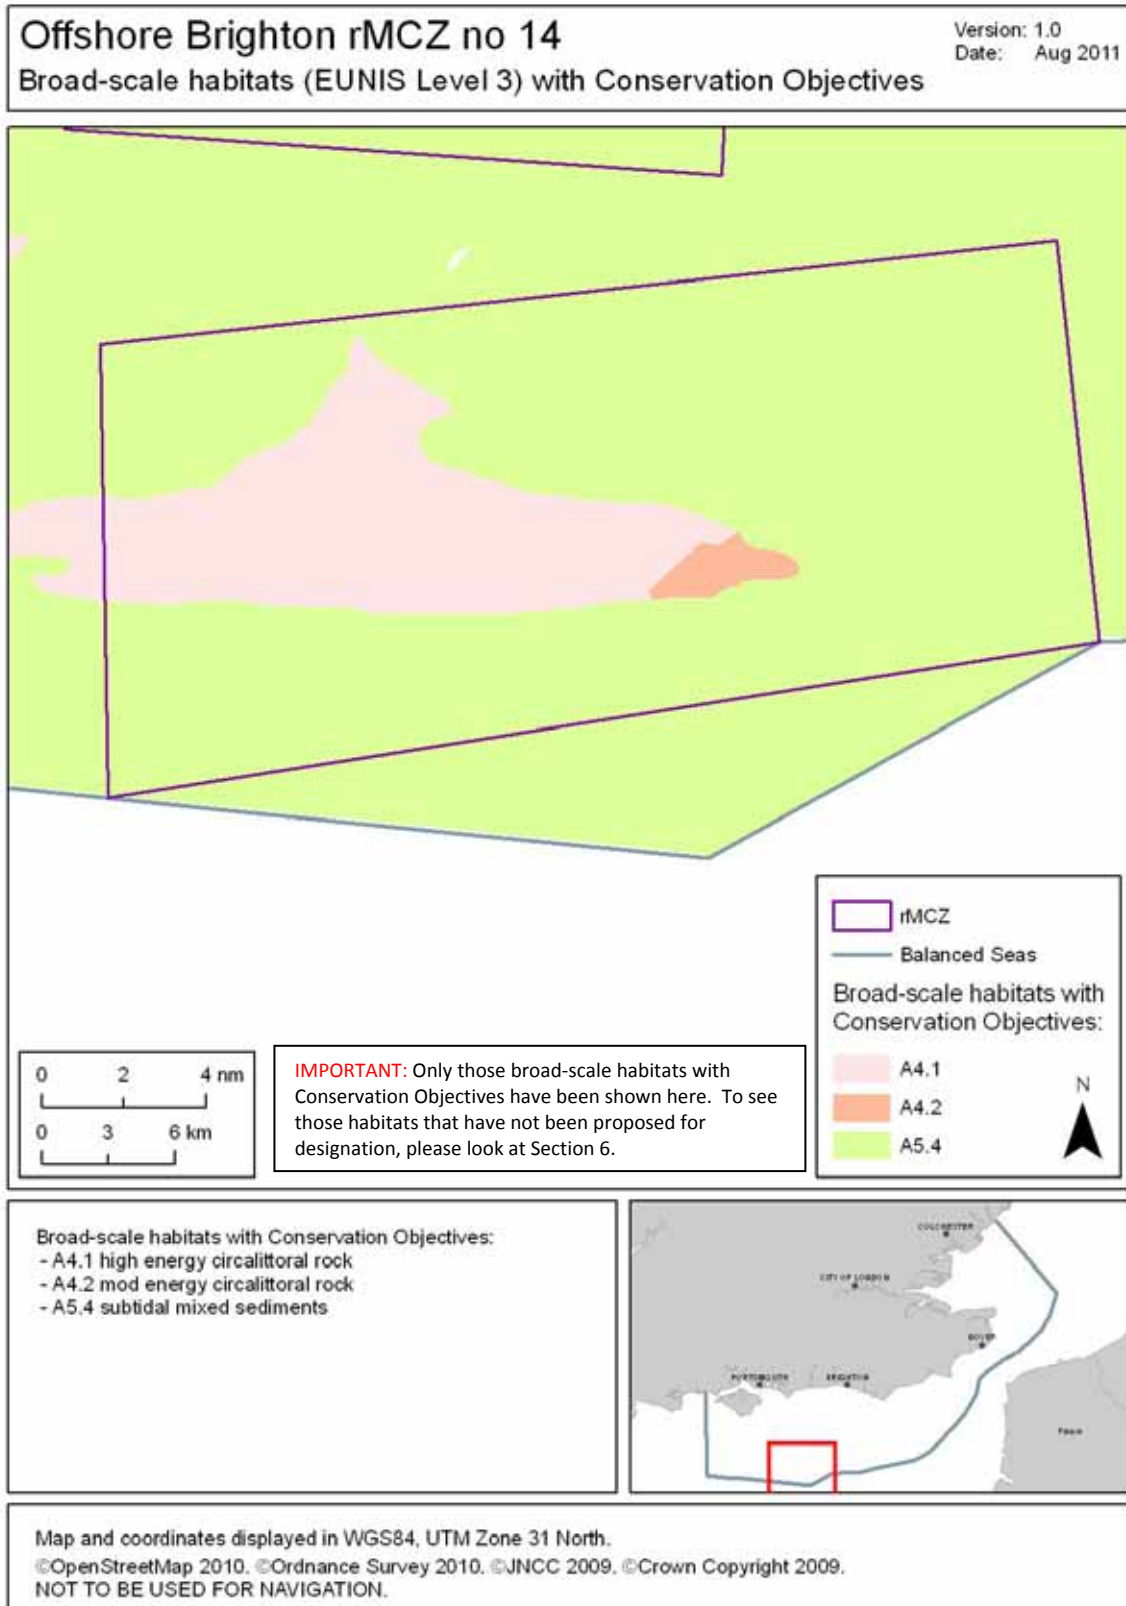 Offshore Brighton rMCZ no 14
Broad-scale habitats (EUNIS Level 3) with Conservation Objectives
Version: 1.0
Date: Aug 2011
rMCZ
Balanced Seas
Broad-scale habitats with
Conservation Objectives:
A4.1
A4.2
A5.4
N
0 2 4 nm
0 3 6 km
IMPORTANT: Only those broad-scale habitats with
Conservation Objectives have been shown here. To see
those habitats that have not been proposed for
designation, please look at Section 6.
Broad-scale habitats with Conservation Objectives:
- A4.1 high energy circalittoral rock
- A4.2 mod energy circalittoral rock
- A5.4 subtidal mixed sediments
COLCHESTER
CITY OF LONDON
DOVER
PORTSMOUTH
BRIGHTON
Map and coordinates displayed in WGS84, UTM Zone 31 North.
©OpenStreetMap 2010. ©Ordnance Survey 2010. ©JNCC 2009. ©Crown Copyright 2009.
NOT TO BE USED FOR NAVIGATION.